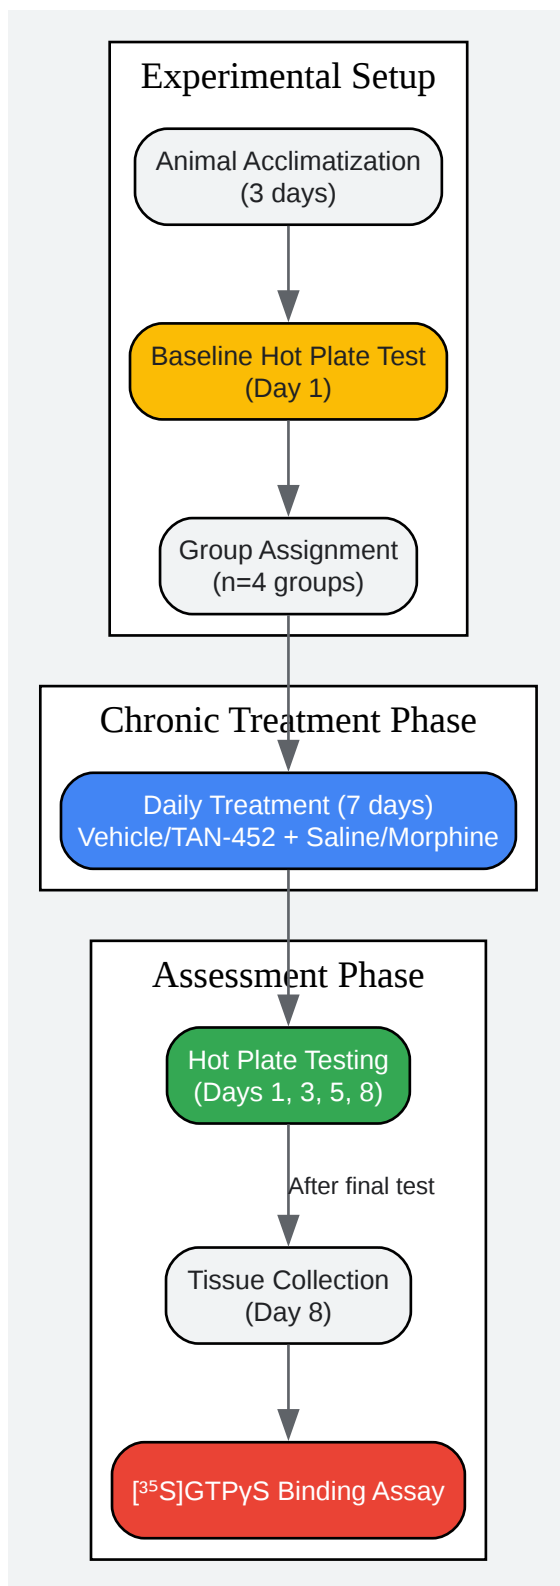 Experimental Setup
Animal Acclimatization
(3 days)
Baseline Hot Plate Test
(Day 1)
Group Assignment
(n=4 groups)
Chronic Treatment Phase
Daily Treatment (7 days)
Vehicle/TAN-452 + Saline/Morphine
Assessment Phase
Hot Plate Testing
(Days 1, 3, 5, 8)
After final test
Tissue Collection
(Day 8)
[³⁵S]GTPγS Binding Assay